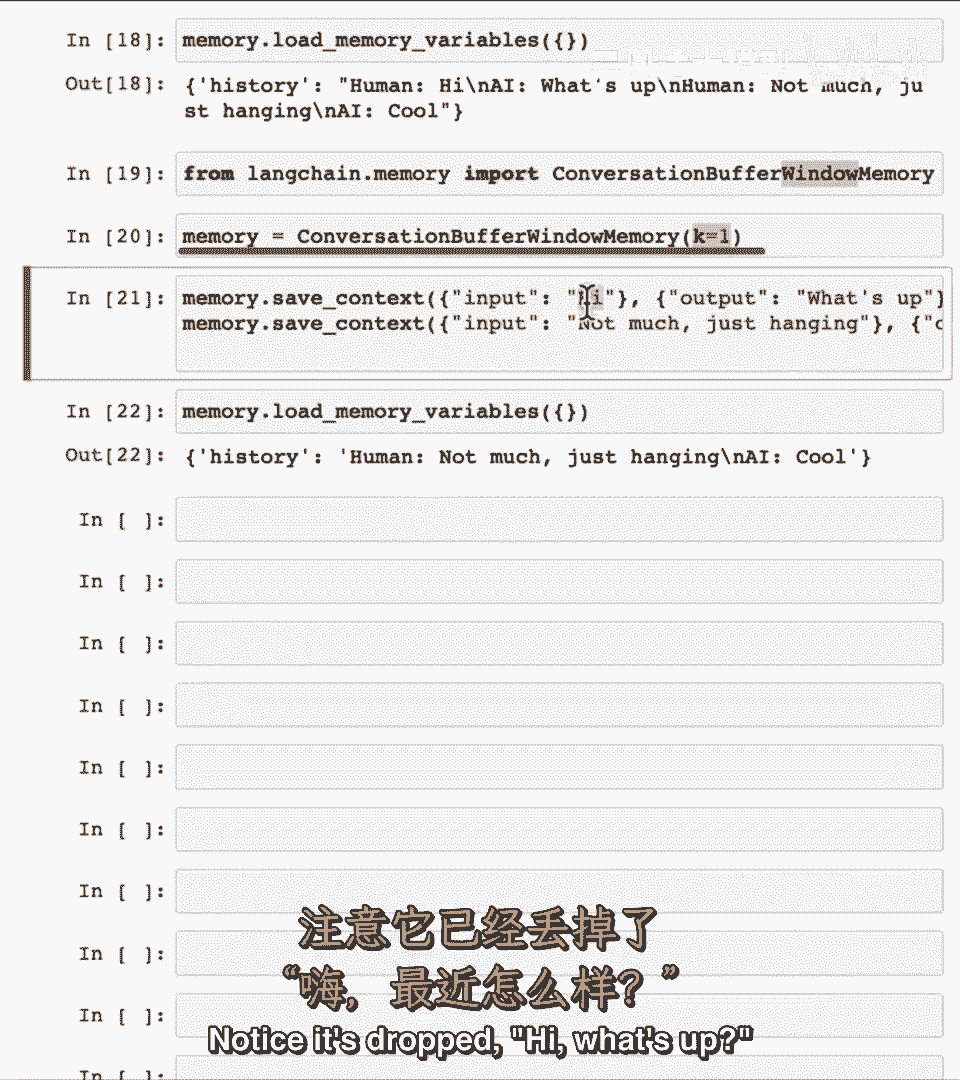 In [18]: memory.load_memory_variables({})
Out[18]: {'history': "Human: Hi\nAI: What's up\nHuman: Not much, ju
st hanging\nAI: Cool"}
In [19]: from langchain.memory import ConversationBufferWindowMemory
In [20]: memory = ConversationBufferWindowMemory(k=1)
In [21]: memory.save_context({"input": "Hi"}, {"output": "What's up"}
memory.save_context({"input": "Not much, just hanging"}, {"
In [22]: memory.load_memory_variables({})
Out[22]: {'history': 'Human: Not much, just hanging\nAI: Cool'}
In [ ]:
In [ ]:
In [ ]:
In [ ]:
In [ ]:
In [ ]:
In [ ]:
In [ ]:
In [ ]:
In [ ]:
注意它已经丢掉了
“嗨，最近怎么样？”
Notice it's dropped, "Hi, what's up?"